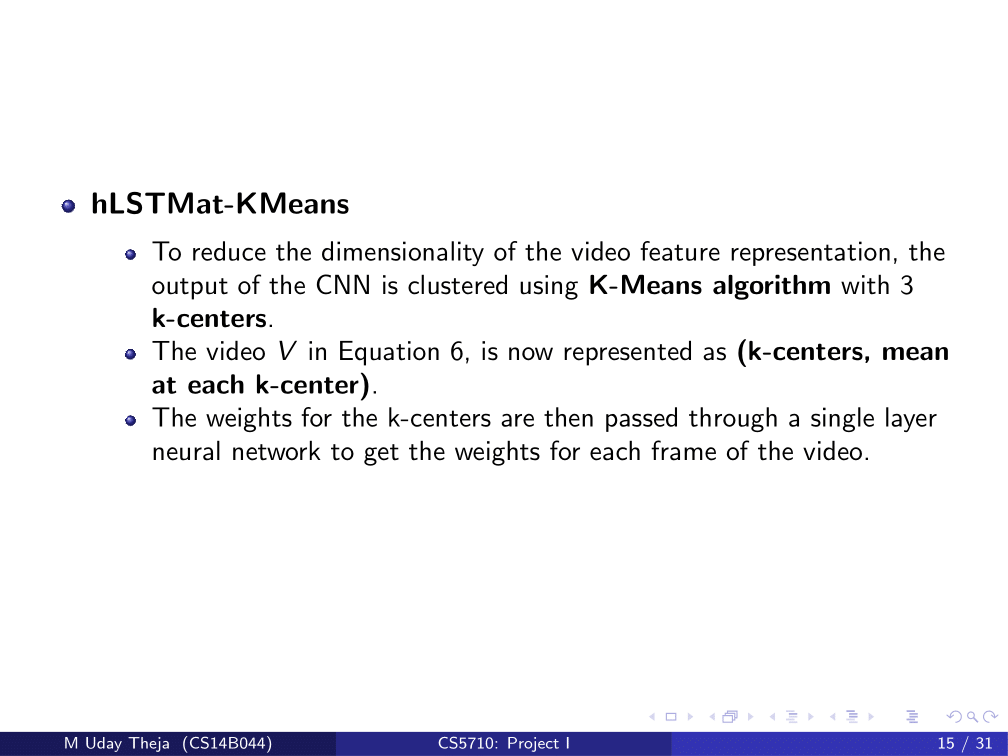 hLSTMat-KMeans
To reduce the dimensionality of the video feature representation, the
output of the CNN is clustered using K-Means algorithm with 3
k-centers.
The video V in Equation 6, is now represented as (k-centers, mean
at each k-center).
The weights for the k-centers are then passed through a single layer
neural network to get the weights for each frame of the video.
M Uday Theja (CS14B044) CS5710: Project I 15 / 31